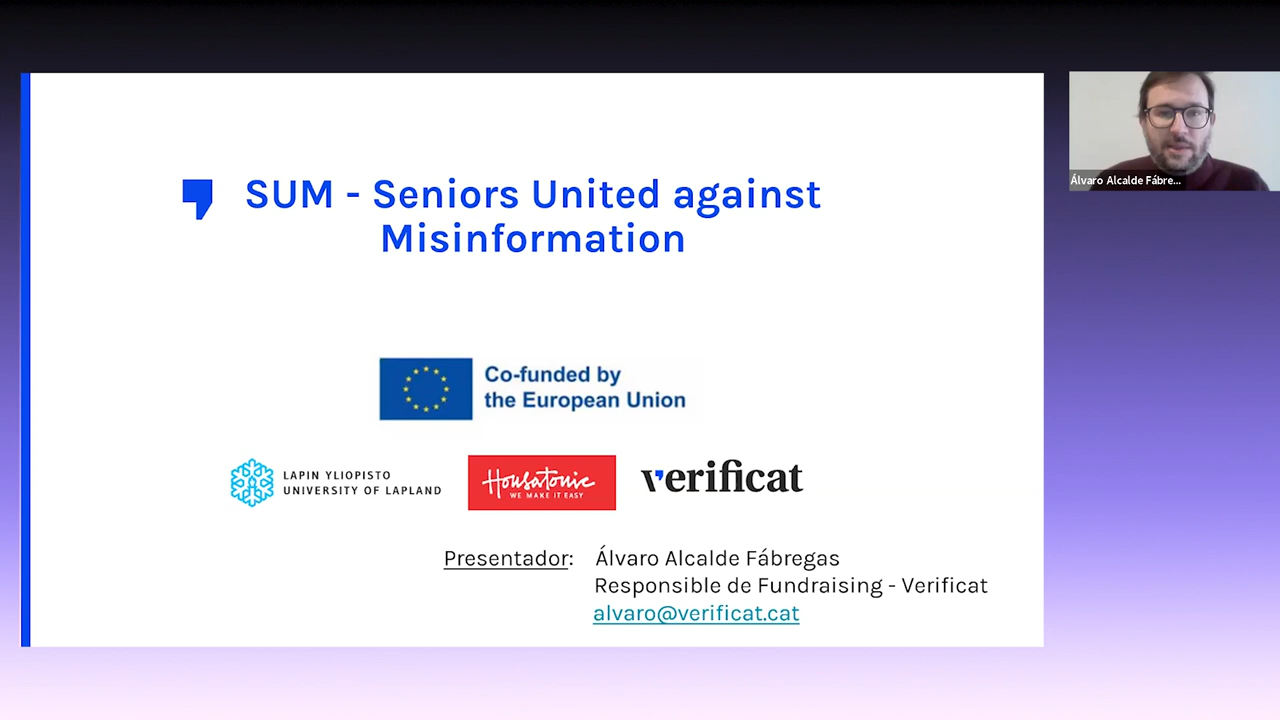 SUM - Seniors United against
Misinformation
Co-funded by
the European Union
LAPIN YLIOPISTO
UNIVERSITY OF LAPLAND
Housatonic
WE MAKE IT EASY
verificat
Presentador: Álvaro Alcalde Fábregas
Responsible de Fundraising - Verificat
alvaro@verificat.cat
Álvaro Alcalde Fábre...